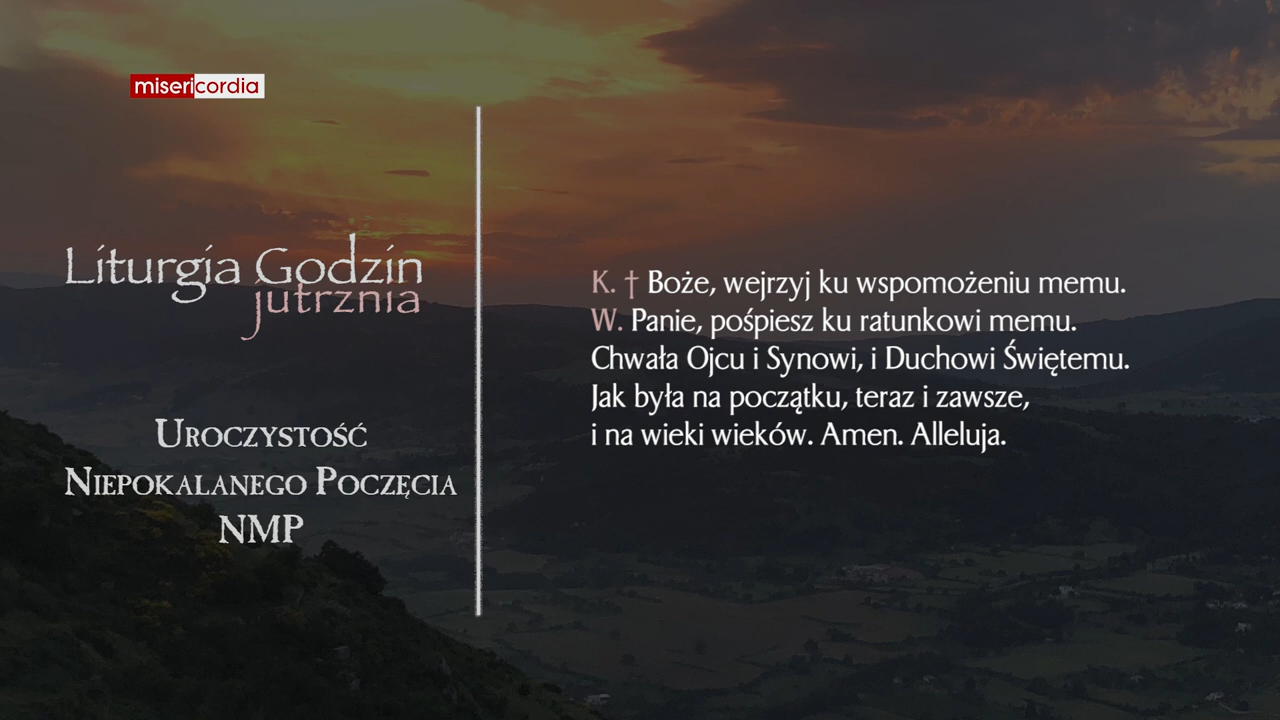 misericordia
Liturgia Godzin
jutrznia
Uroczystość
Niepokalanego Poczęcia
NMP
K. † Boże, wejrzyj ku wspomożeniu memu.
W. Panie, pośpiesz ku ratunkowi memu.
Chwała Ojcu i Synowi, i Duchowi Świętemu.
Jak była na początku, teraz i zawsze,
i na wieki wieków. Amen. Alleluja.